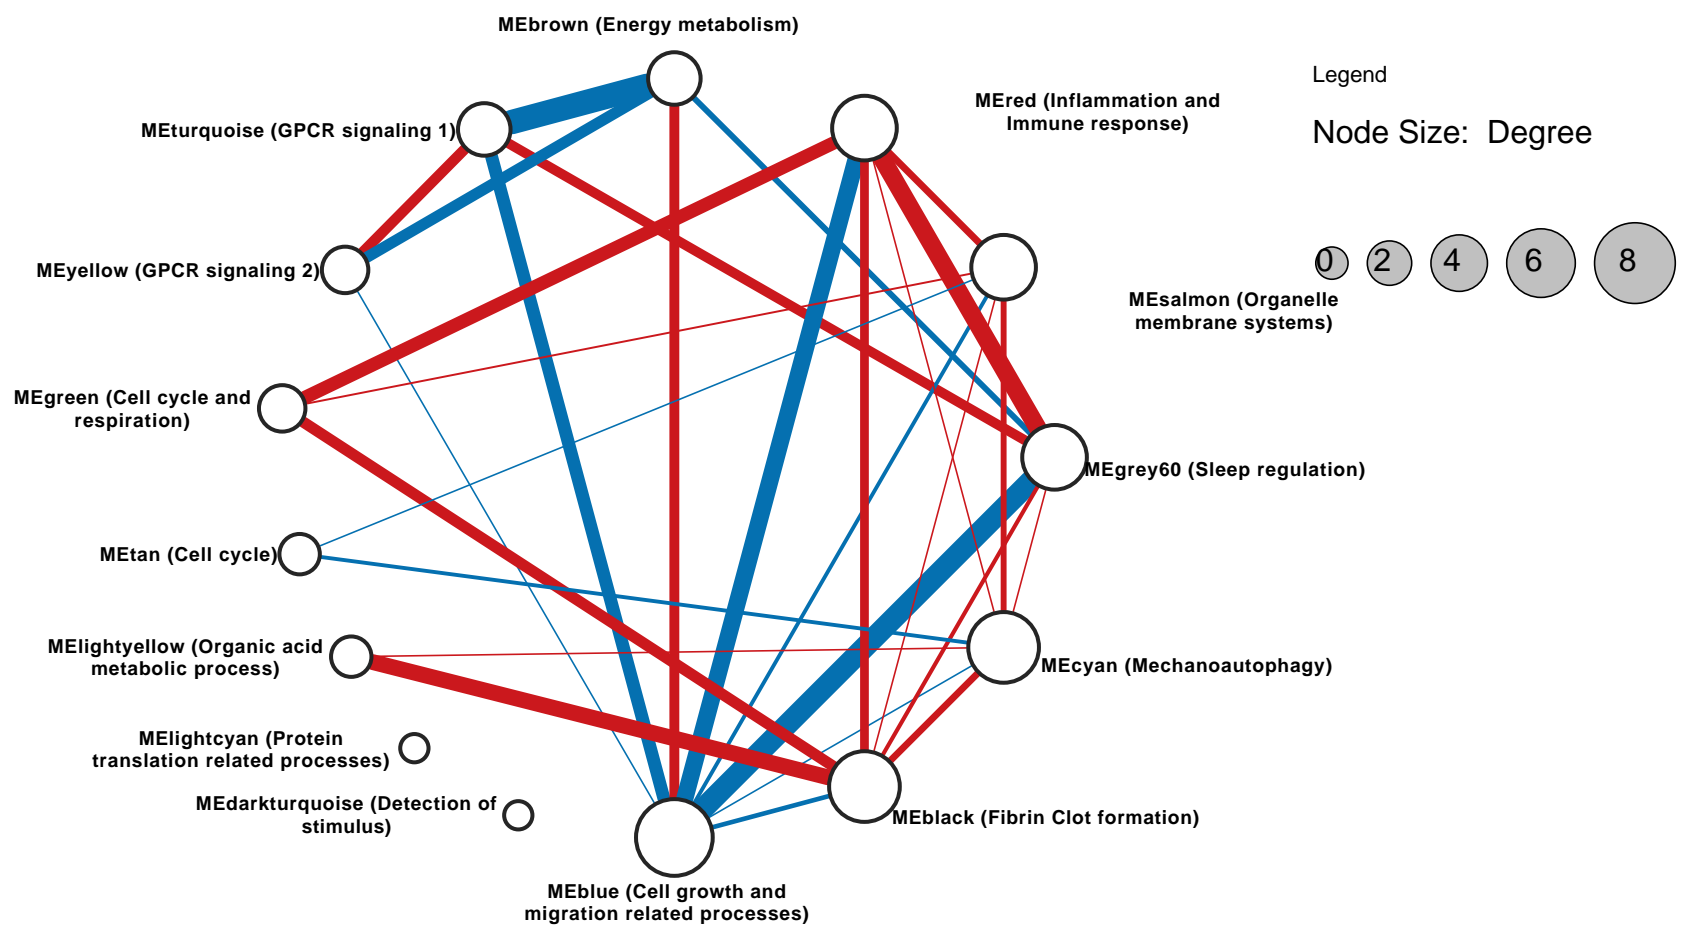 MEbrown (Energy metabolism)
Legend
MEred (Inflammation and
Immune response)
Node Size:  Degree
MEturquoise (GPCR signaling 1)
0 2 4 6 8
MEyellow (GPCR signaling 2)
MEsalmon (Organelle
membrane systems)
MEgreen (Cell cycle and
respiration)
MEgrey60 (Sleep regulation)
MEtan (Cell cycle)
MElightyellow (Organic acid
metabolic process)
MEcyan (Mechanoautophagy)
MElightcyan (Protein
translation related processes)
MEdarkturquoise (Detection of
stimulus)
MEblack (Fibrin Clot formation)
MEblue (Cell growth and
migration related processes)